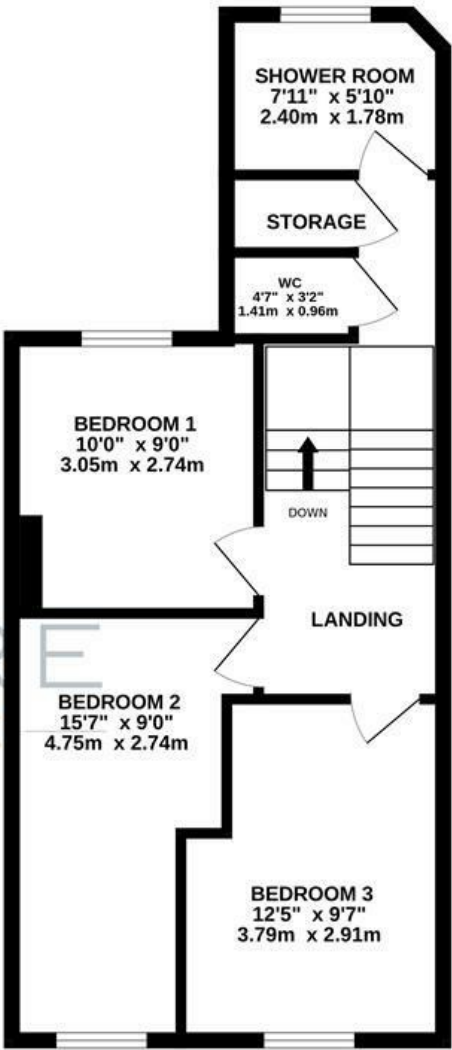 SHOWER ROOM
7'11" x 5'10"
2.40m x 1.78m
STORAGE
WC
4'7" x 3'2"
1.41m x 0.96m
BEDROOM 1
10'0" x 9'0"
3.05m x 2.74m
DOWN
LANDING
E
BEDROOM 2
15'7" x 9'0"
4.75m x 2.74m
BEDROOM 3
12'5" x 9'7"
3.79m x 2.91m